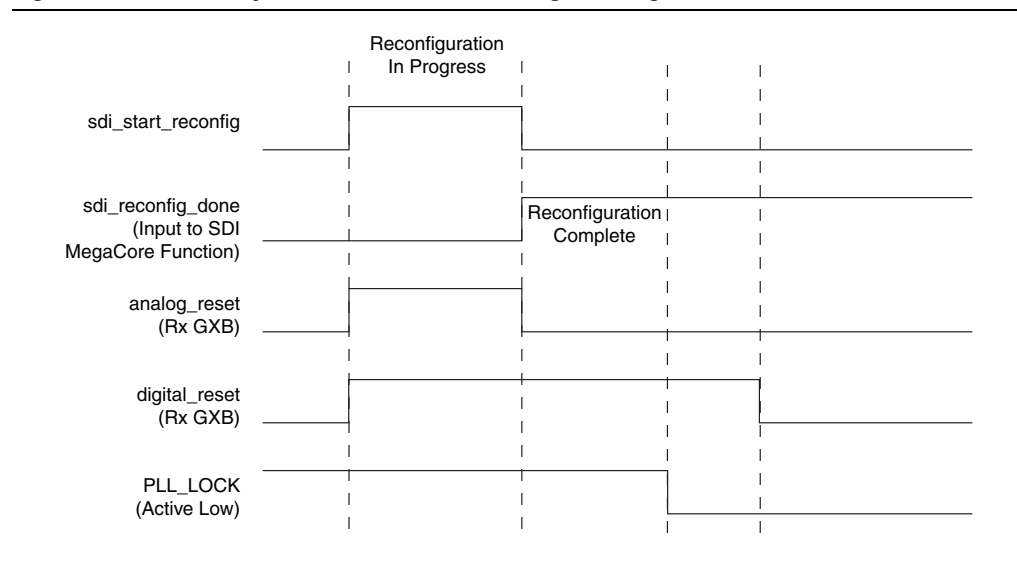 Reconfiguration
In Progress
sdi_start_reconfig
sdi_reconfig_done
(Input to SDI
MegaCore Function)
Reconfiguration
Complete
analog_reset
(Rx GXB)
digital_reset
(Rx GXB)
PLL_LOCK
(Active Low)